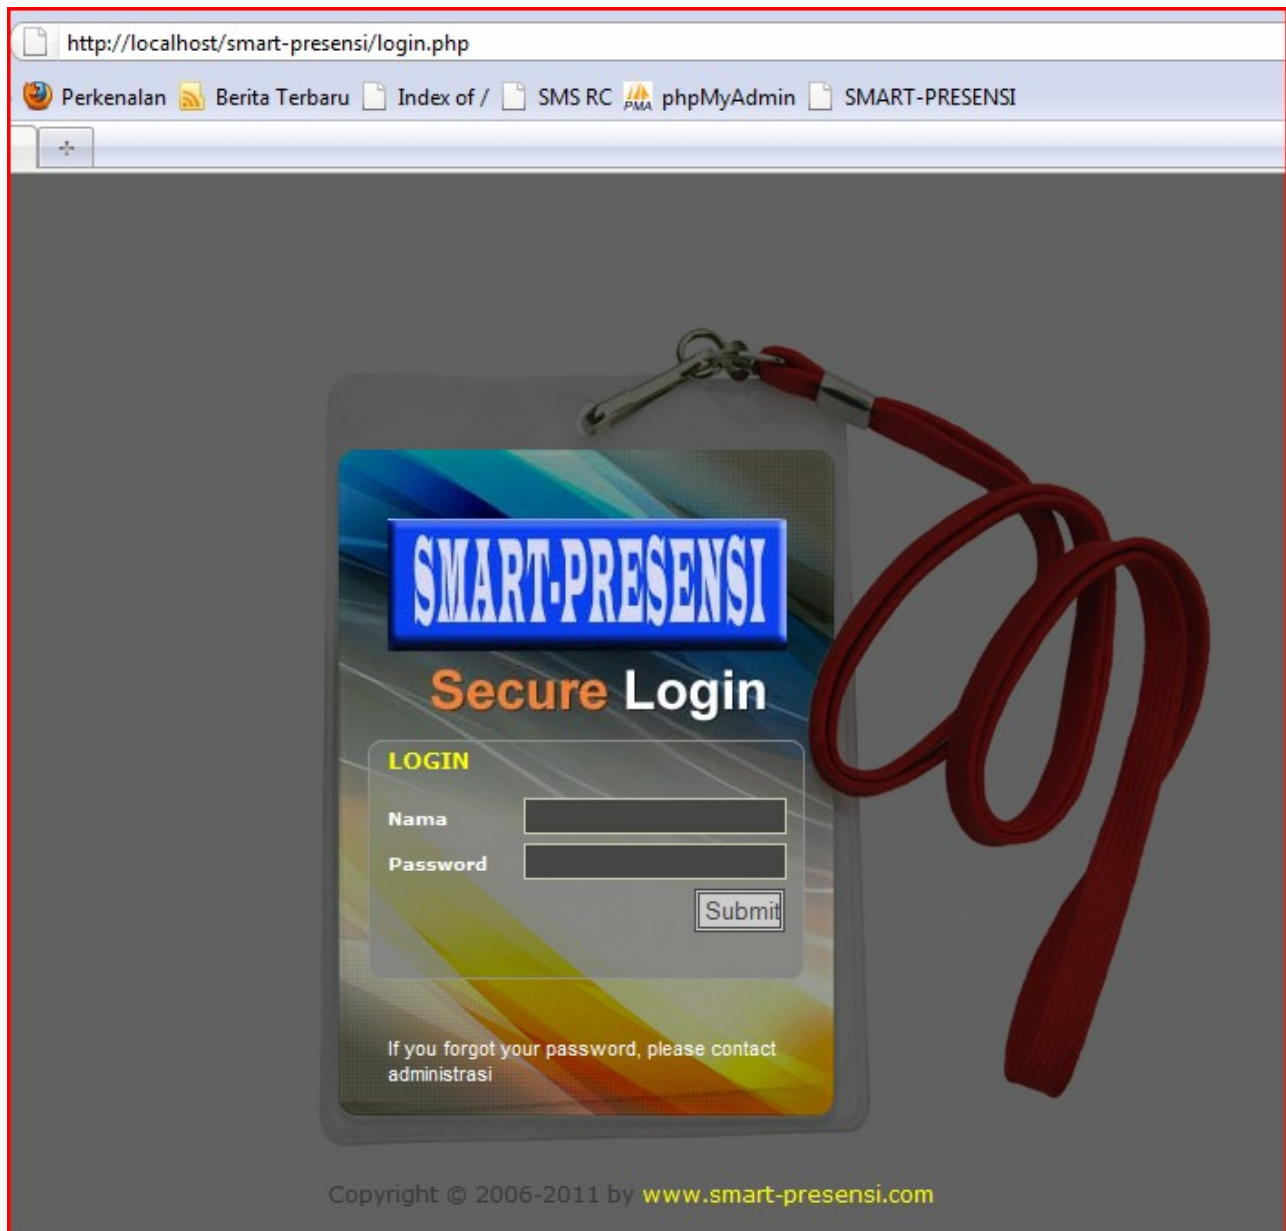 http://localhost/smart-presensi/login.php
Perkenalan Berita Terbaru Index of / SMS RC PMA phpMyAdmin SMART-PRESENSI
SMART-PRESENSI
Secure Login
LOGIN
Nama
Password
Submit
If you forgot your password, please contact
administrasi
Copyright © 2006-2011 by www.smart-presensi.com